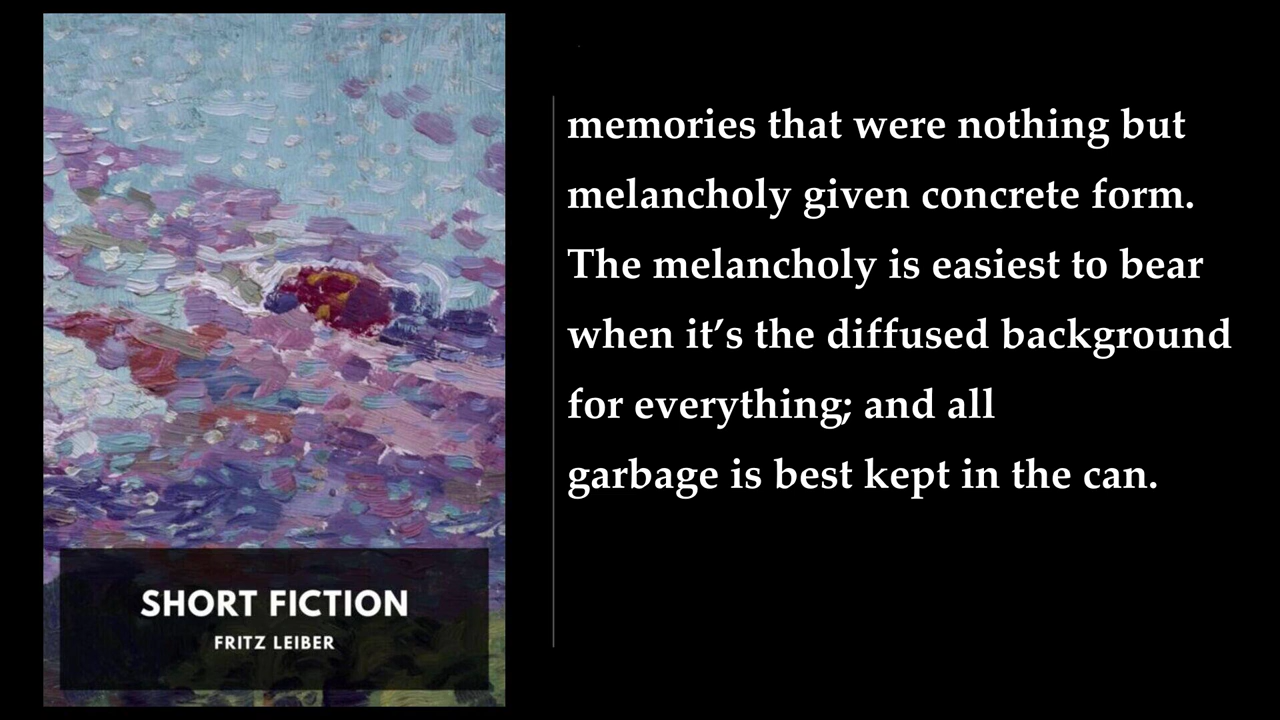 memories that were nothing but
melancholy given concrete form.
The melancholy is easiest to bear
when it’s the diffused background
for everything; and all
garbage is best kept in the can.
SHORT FICTION
FRITZ LEIBER